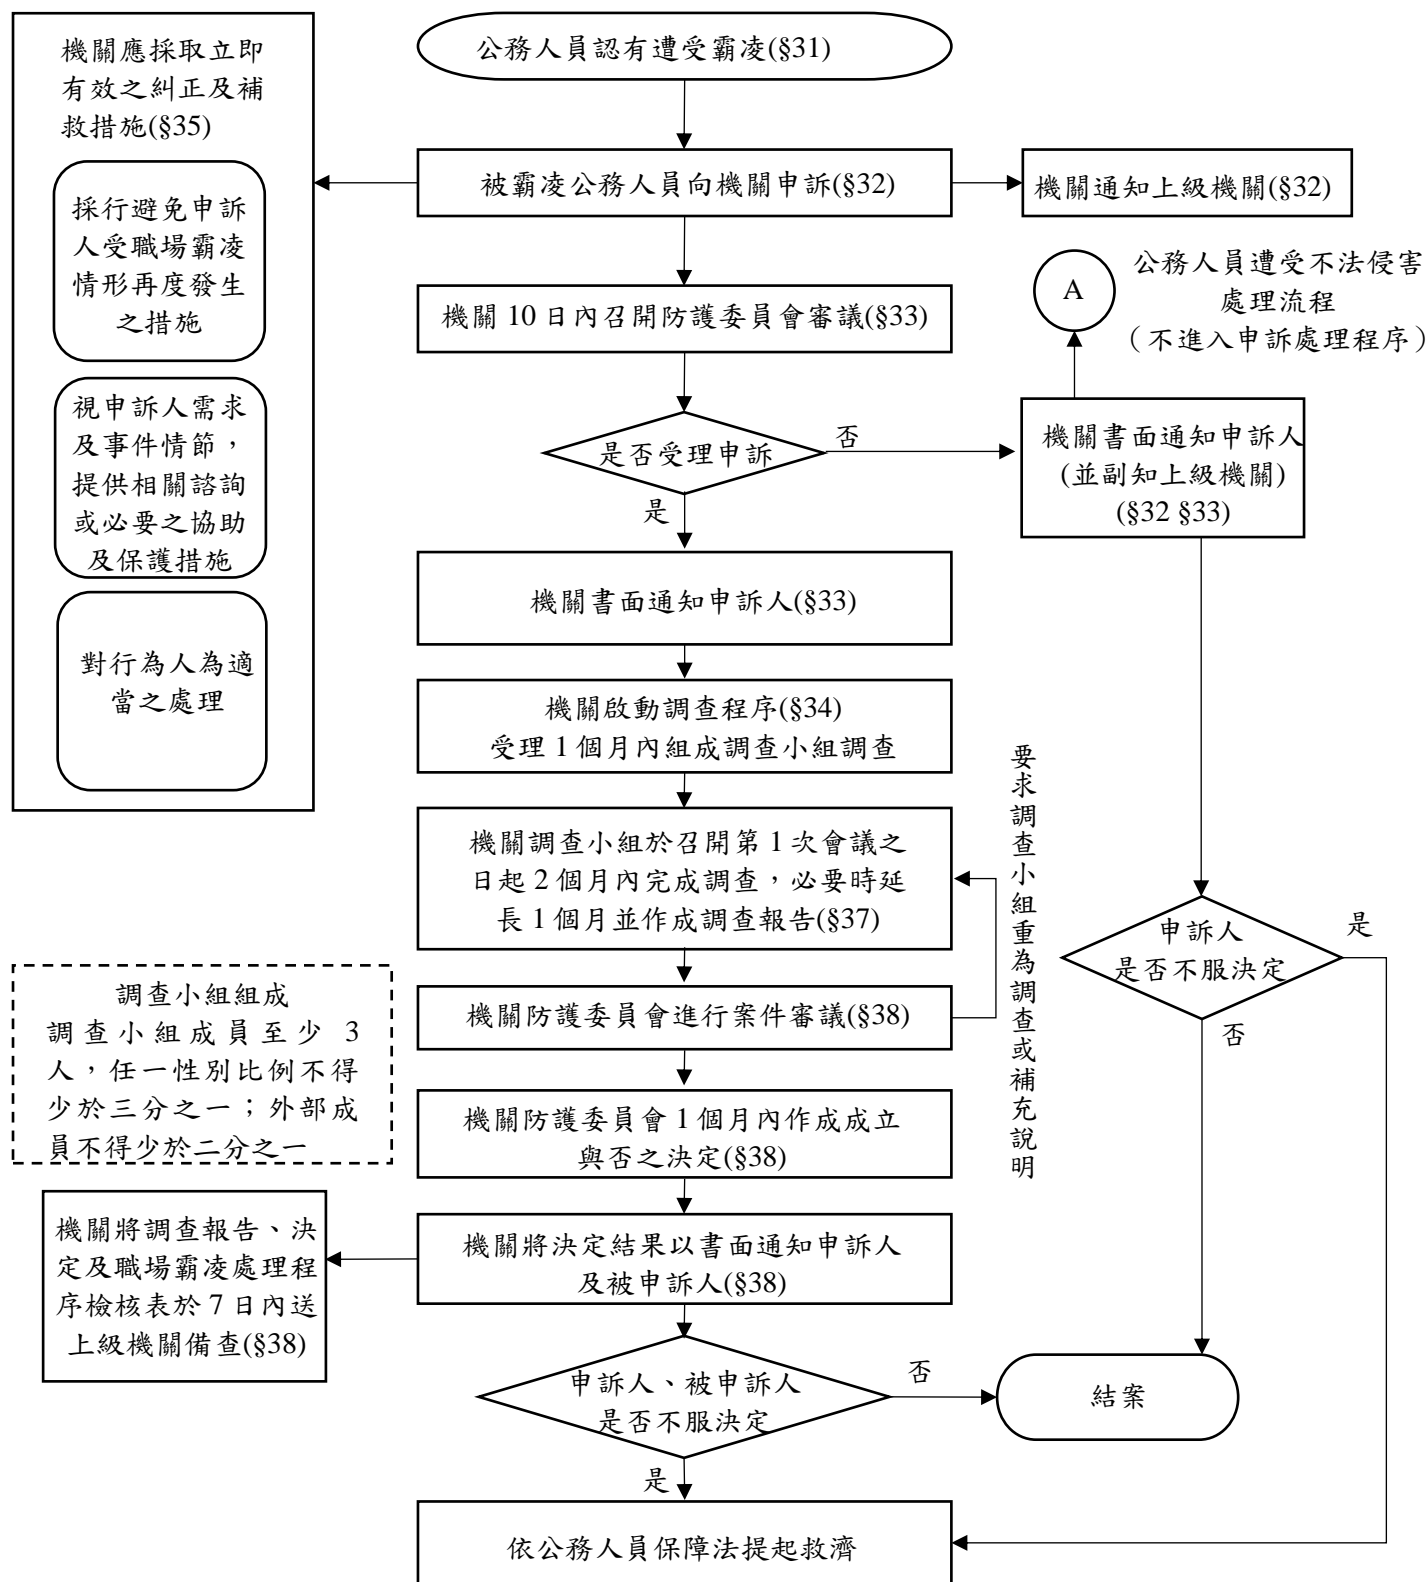 機關應採取立即
有效之糾正及補
救措施(§35)
採行避免申訴
人受職場霸凌
情形再度發生
之措施
視申訴人需求
及事件情節，
提供相關諮詢
或必要之協助
及保護措施
對行為人為適
當之處理
公務人員認有遭受霸凌(§31)
被霸凌公務人員向機關申訴(§32)
機關通知上級機關(§32)
機關 10 日內召開防護委員會審議(§33)
A
公務人員遭受不法侵害
處理流程
（不進入申訴處理程序）
是否受理申訴
否
是
機關書面通知申訴人
(並副知上級機關)
(§32 §33)
機關書面通知申訴人(§33)
機關啟動調查程序(§34)
受理 1 個月內組成調查小組調查
機關調查小組於召開第 1 次會議之
日起 2 個月內完成調查，必要時延
長 1 個月並作成調查報告(§37)
要求調查小組重為調查或補充說明
申訴人
是否不服決定
是
否
調查小組組成
調查小組成員至少 3
人，任一性別比例不得
少於三分之一；外部成
員不得少於二分之一
機關防護委員會進行案件審議(§38)
機關防護委員會 1 個月內作成成立
與否之決定(§38)
機關將調查報告、決
定及職場霸凌處理程
序檢核表於 7 日內送
上級機關備查(§38)
機關將決定結果以書面通知申訴人
及被申訴人(§38)
申訴人、被申訴人
是否不服決定
否
是
結案
依公務人員保障法提起救濟